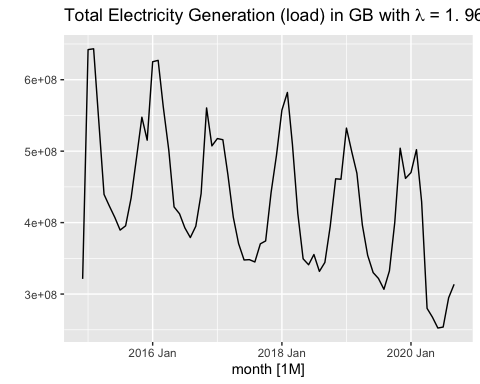 Total Electricity Generation (load) in GB with λ = 1. 96
6e+08
5e+08
4e+08
3e+08
2016 Jan 2018 Jan 2020 Jan
month [1M]